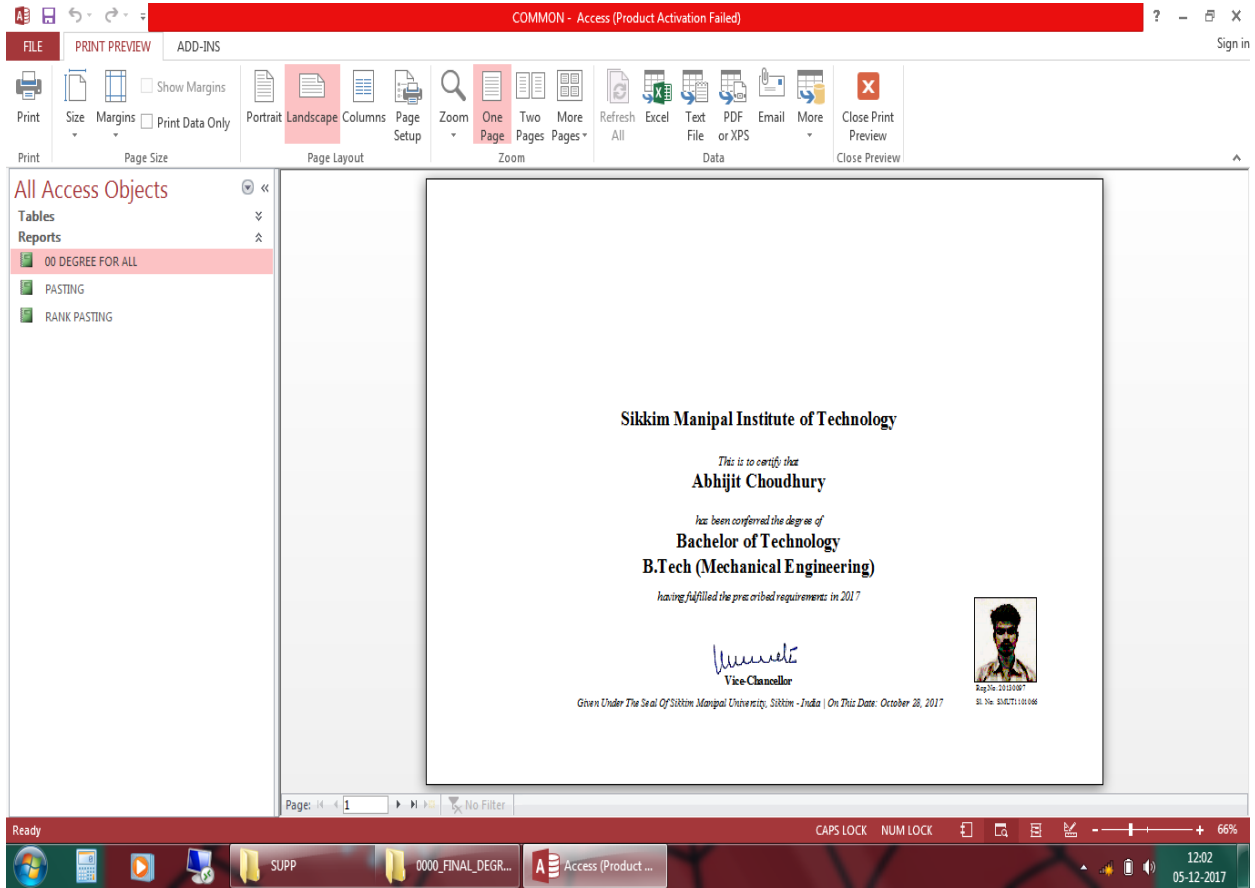 COMMON - Access (Product Activation Failed)
?
FILE PRINT PREVIEW ADD-INS Sign in
Show Margins
Print Data Only
Print Size Margins Portrait Landscape Columns Page Setup Zoom One Page Two Pages More Pages Refresh All Excel Text File PDF or XPS Email More Close Print Preview
Print Page Size Page Layout Zoom Data Close Preview
All Access Objects
Tables
Reports
00 DEGREE FOR ALL
PASTING
RANK PASTING
Sikkim Manipal Institute of Technology
This is to certify that
Abhijit Choudhury
has been conferred the degree of
Bachelor of Technology
B.Tech (Mechanical Engineering)
having fulfilled the prescribed requirements in 2017
Vice-Chancellor
Reg No: 20130097
Sl. No: SMUT1101066
Given Under The Seal Of Sikkim Manipal University, Sikkim - India | On This Date: October 28, 2017
Page: 1 No Filter
Ready CAPS LOCK NUM LOCK 66%
SUPP 0000_FINAL_DEGR... Access (Product ... 12:02
05-12-2017